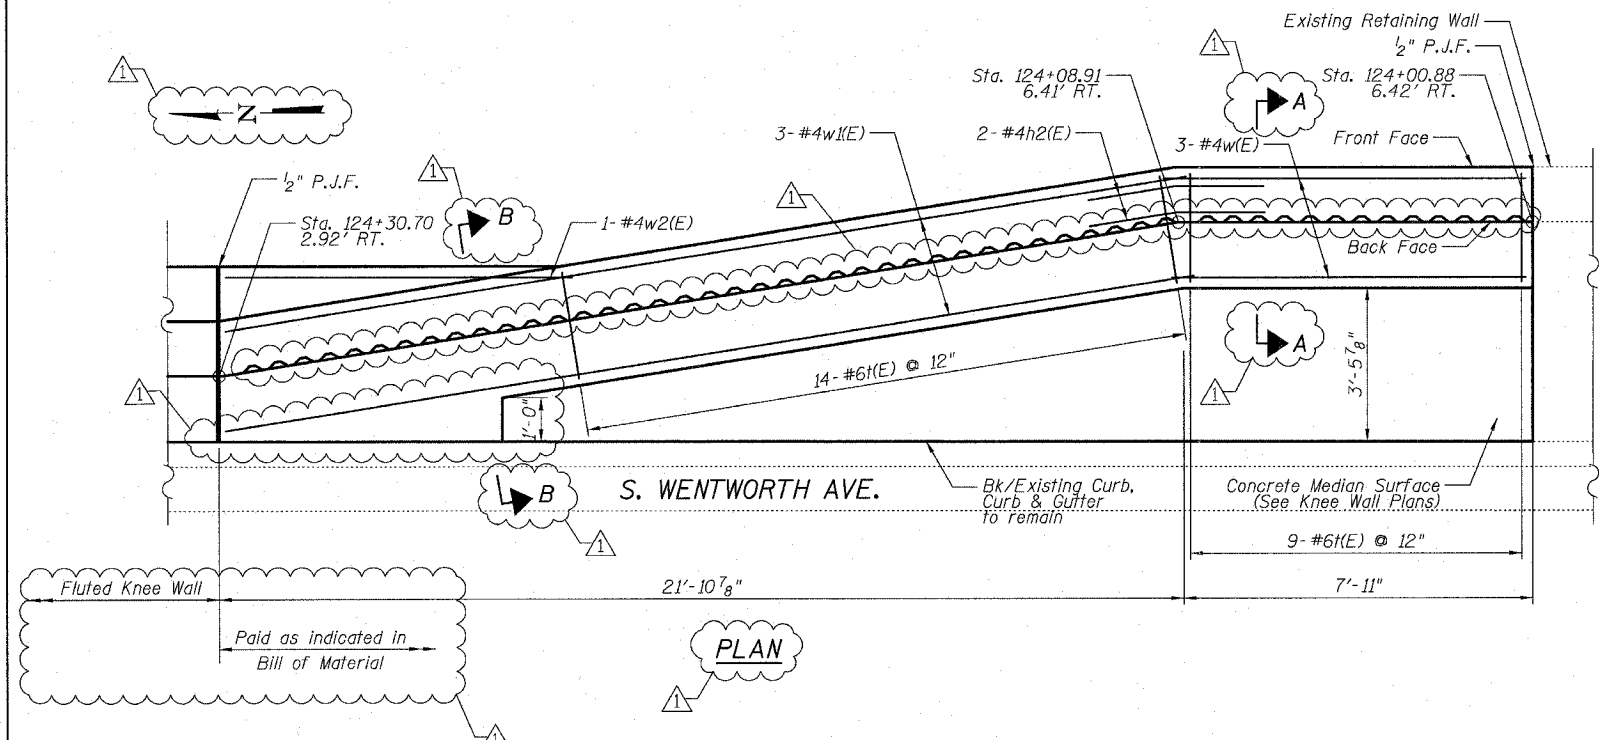 Existing Retaining Wall
1/2" P.J.F.
1
1
Sta. 124+08.91
6.41' RT.
Sta. 124+00.88
6.42' RT.
N
A
3- #4w1(E)
2- #4h2(E)
3- #4w(E)
Front Face
1
1/2" P.J.F.
1
B
Sta. 124+30.70
2.92' RT.
1- #4w2(E)
Back Face
A
14- #6t(E) @ 12"
3'-5 7/8"
1
1
1'-0"
B
S. WENTWORTH AVE.
Bk/Existing Curb,
Curb & Gutter
to remain
Concrete Median Surface
(See Knee Wall Plans)
1
9- #6t(E) @ 12"
Fluted Knee Wall
21'-10 7/8"
7'-11"
Paid as indicated in
Bill of Material
PLAN
1
1